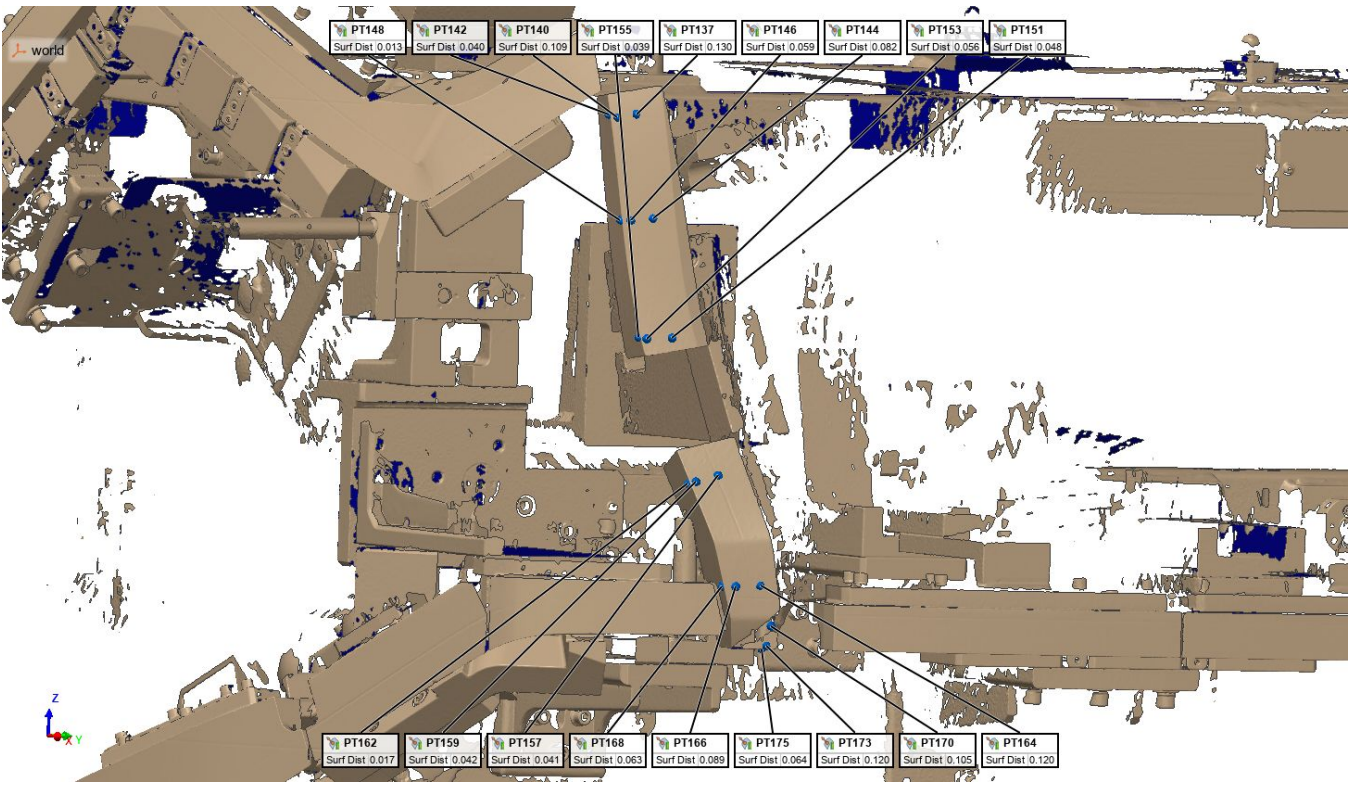 world
PT148 PT142 PT140 PT155 PT137 PT146 PT144 PT153 PT151
Surf Dist 0.013 Surf Dist 0.040 Surf Dist 0.109 Surf Dist 0.039 Surf Dist 0.130 Surf Dist 0.059 Surf Dist 0.082 Surf Dist 0.056 Surf Dist 0.048
Z
X Y
PT162 PT159 PT157 PT168 PT166 PT175 PT173 PT170 PT164
Surf Dist 0.017 Surf Dist 0.042 Surf Dist 0.041 Surf Dist 0.063 Surf Dist 0.089 Surf Dist 0.064 Surf Dist 0.120 Surf Dist 0.105 Surf Dist 0.120